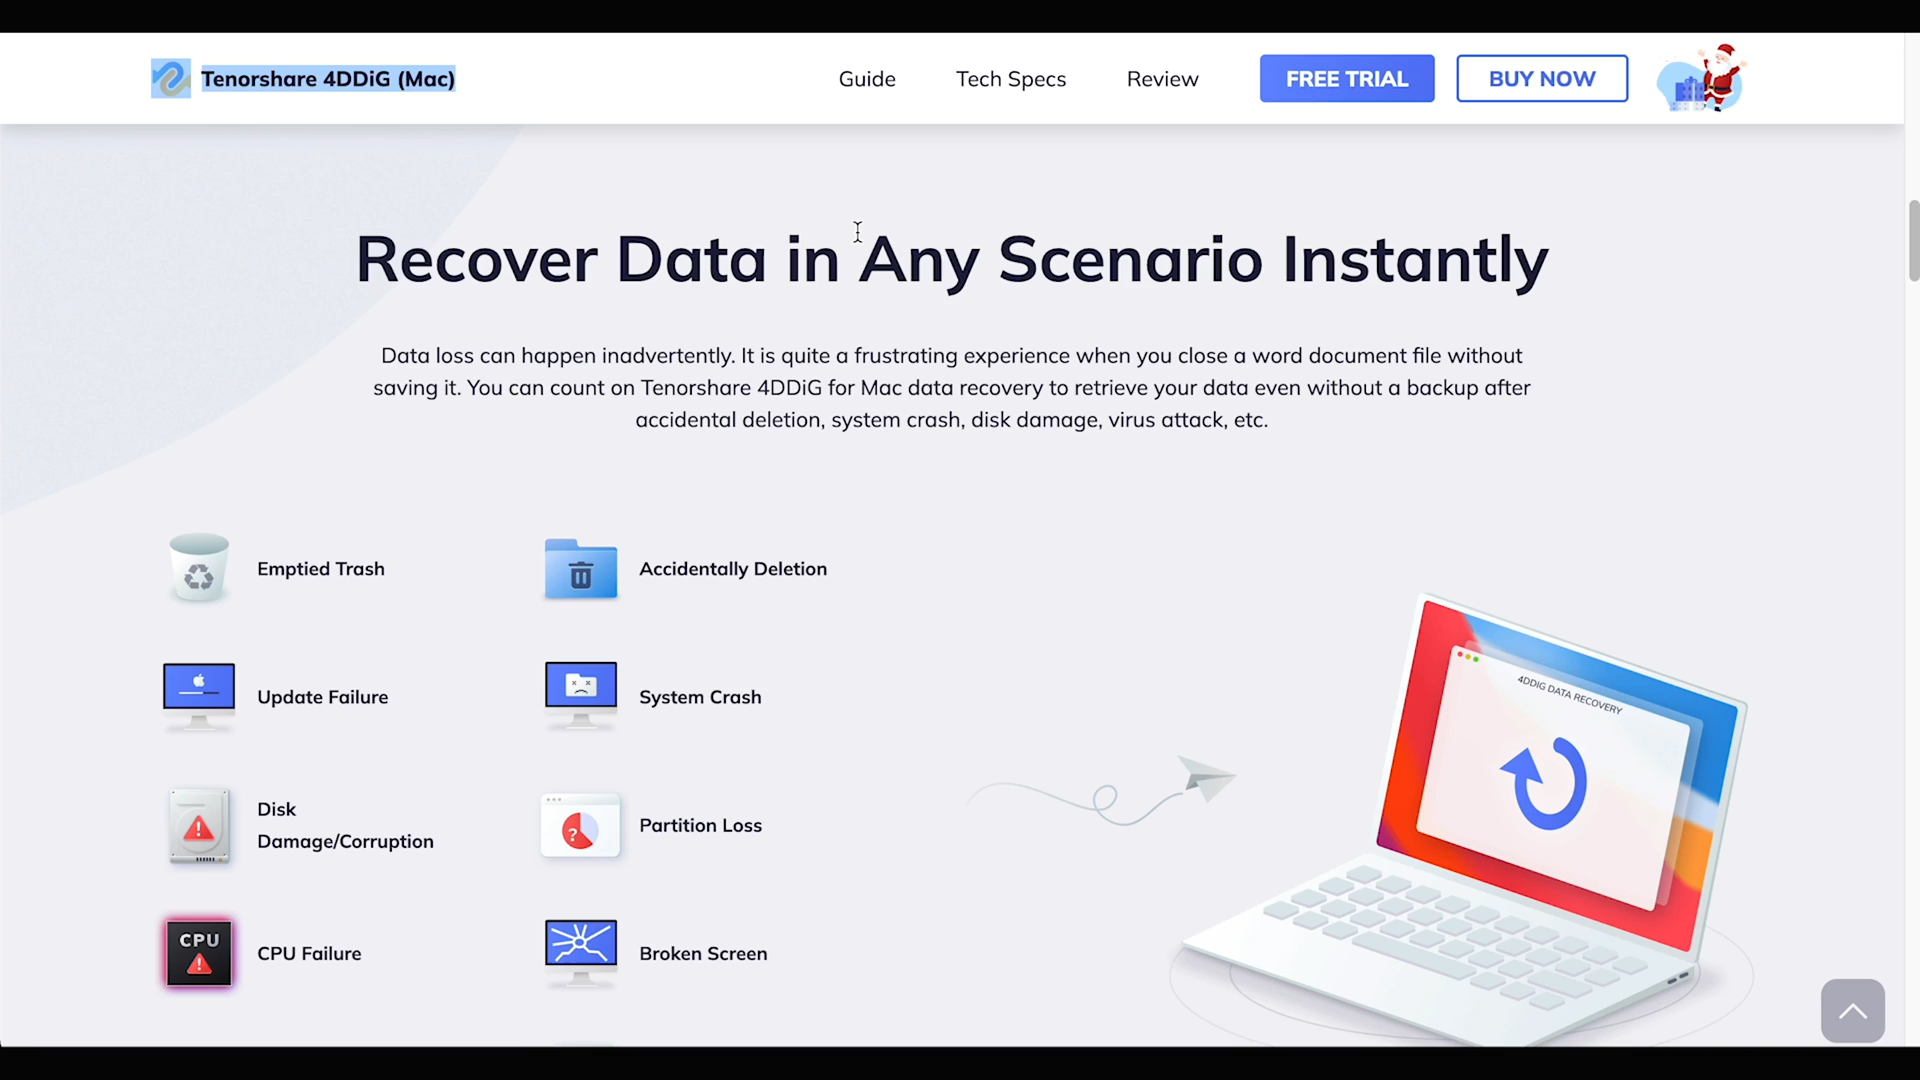 Tenorshare 4DDiG (Mac)
Guide
Tech Specs
Review
FREE TRIAL
BUY NOW
Recover Data in Any Scenario Instantly
Data loss can happen inadvertently. It is quite a frustrating experience when you close a word document file without
saving it. You can count on Tenorshare 4DDiG for Mac data recovery to retrieve your data even without a backup after
accidental deletion, system crash, disk damage, virus attack, etc.
Emptied Trash
Accidentally Deletion
Update Failure
System Crash
Disk
Damage/Corruption
Partition Loss
CPU
CPU Failure
Broken Screen
4DDIG DATA RECOVERY